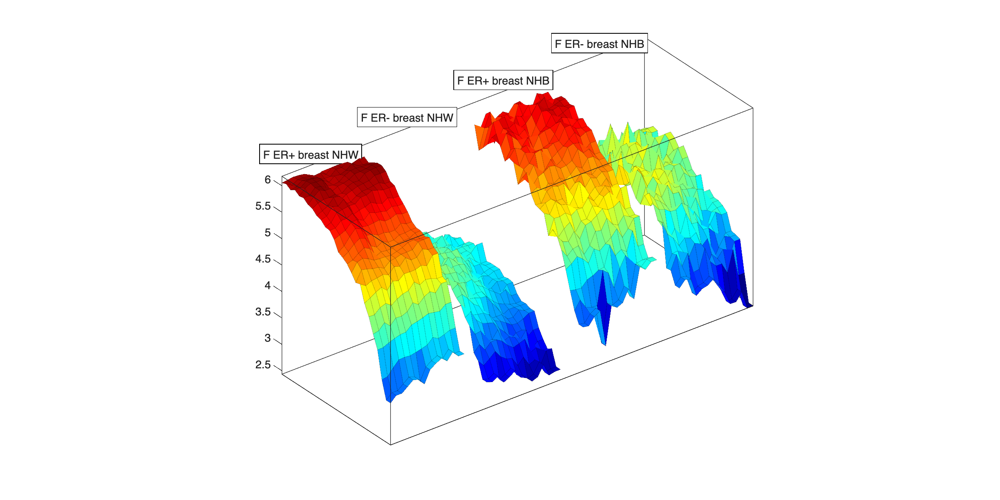 F ER- breast NHB
F ER+ breast NHB
F ER- breast NHW
F ER+ breast NHW
6
5.5
5
4.5
4
3.5
3
2.5